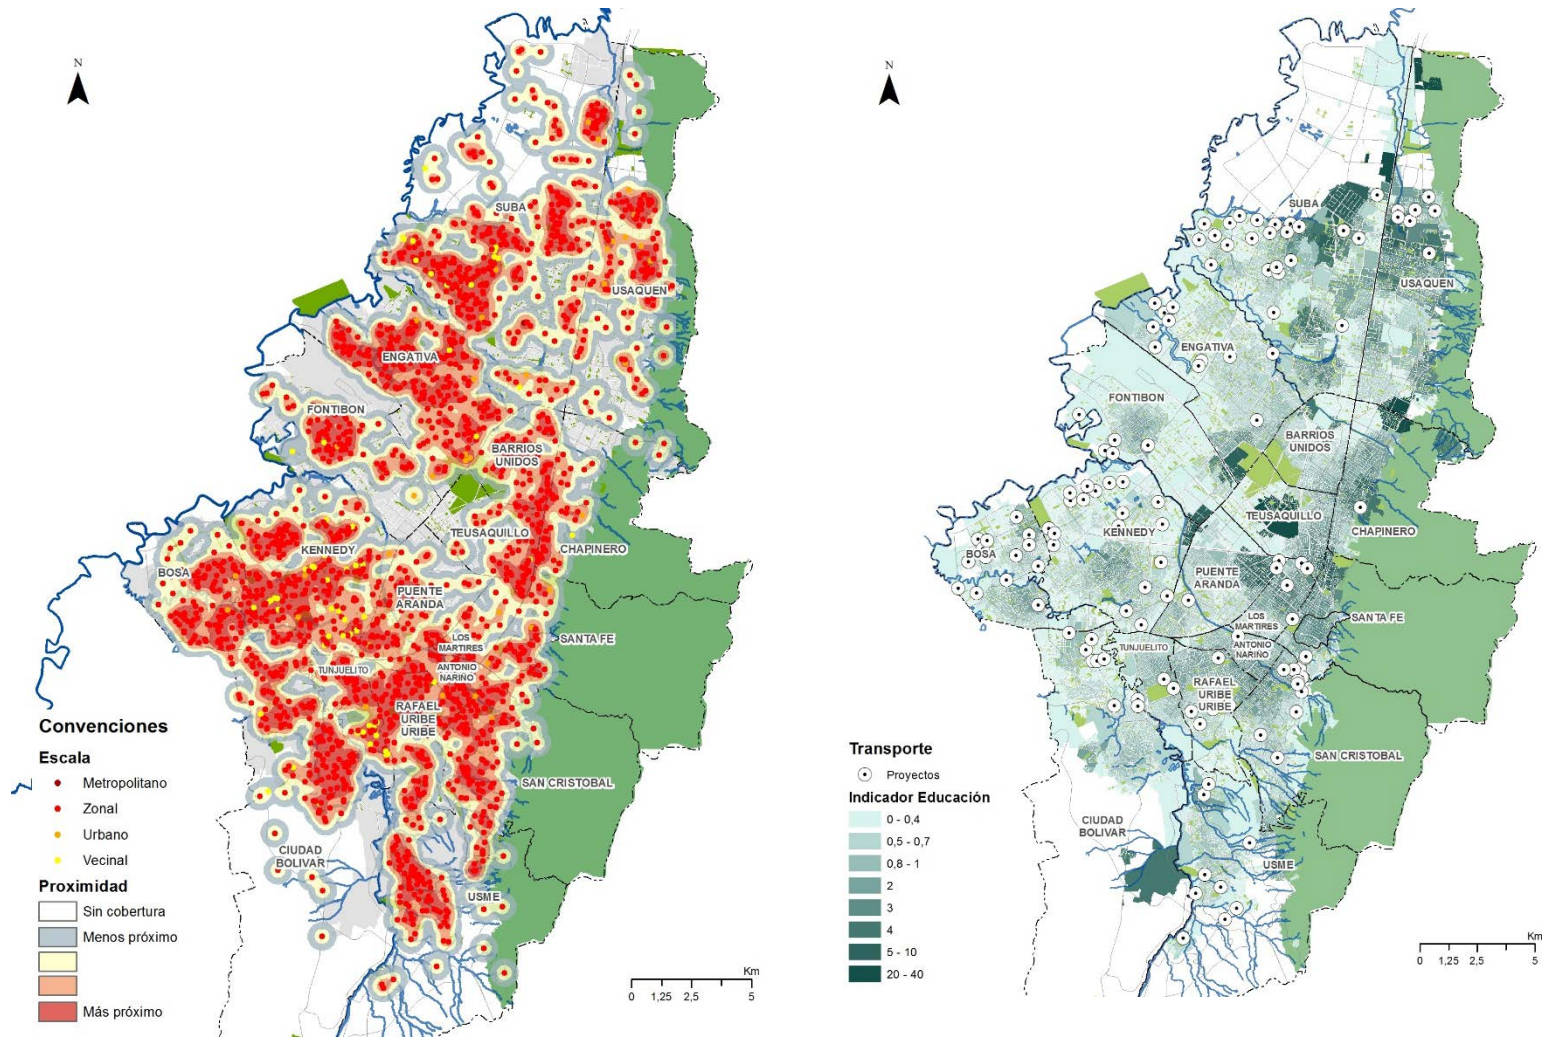 N
SUBA
USAQUEN
ENGATIVA
FONTIBON
BARRIOS
UNIDOS
TEUSAQUILLO
CHAPINERO
KENNEDY
BOSA
PUENTE
ARANDA
LOS
MARTIRES
SANTA FE
TUNJUELITO
ANTONIO
NARIÑO
RAFAEL
URIBE
URIBE
SAN CRISTOBAL
CIUDAD
BOLIVAR
USME
Convenciones
Escala
Metropolitano
Zonal
Urbano
Vecinal
Proximidad
Sin cobertura
Menos próximo
Más próximo
Km
0 1,25 2,5 5
N
SUBA
USAQUEN
ENGATIVA
FONTIBON
BARRIOS
UNIDOS
TEUSAQUILLO
CHAPINERO
KENNEDY
BOSA
PUENTE
ARANDA
LOS
MARTIRES
SANTA FE
TUNJUELITO
ANTONIO
NARIÑO
RAFAEL
URIBE
URIBE
SAN CRISTOBAL
CIUDAD
BOLIVAR
USME
Transporte
Proyectos
Indicador Educación
0 - 0,4
0,5 - 0,7
0,8 - 1
2
3
4
5 - 10
20 - 40
Km
0 1,25 2,5 5